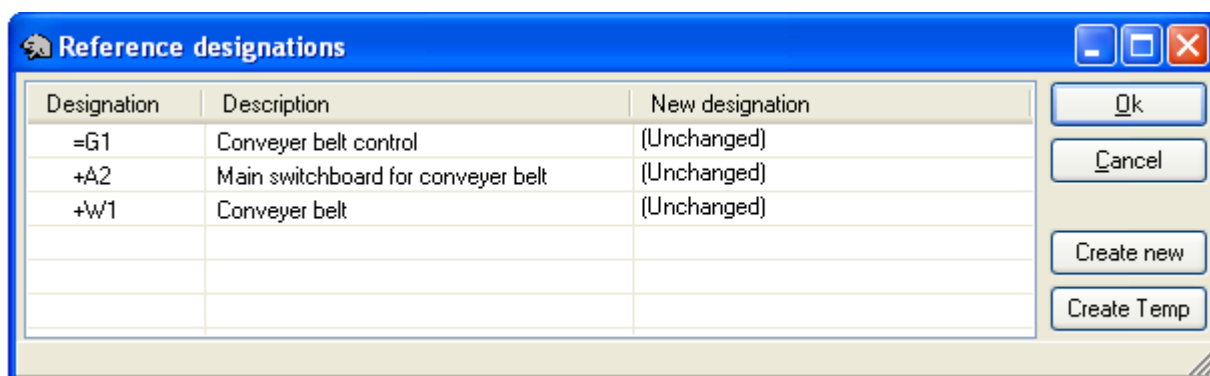 Reference designations
Designation Description New designation
=G1 Conveyer belt control (Unchanged)
+A2 Main switchboard for conveyer belt (Unchanged)
+W1 Conveyer belt (Unchanged)
Ok
Cancel
Create new
Create Temp